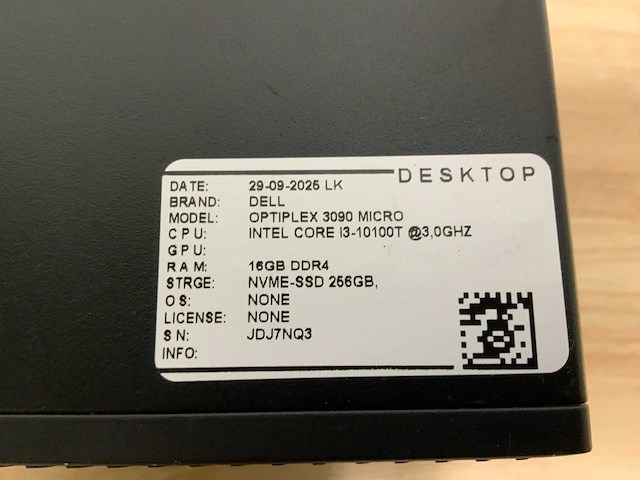 DESKTOP
DATE: 29-09-2025 LK
BRAND: DELL
MODEL: OPTIPLEX 3090 MICRO
CPU: INTEL CORE I3-10100T @3,0GHZ
GPU:
RAM: 16GB DDR4
STRGE: NVME-SSD 256GB,
OS: NONE
LICENSE: NONE
SN: JDJ7NQ3
INFO: